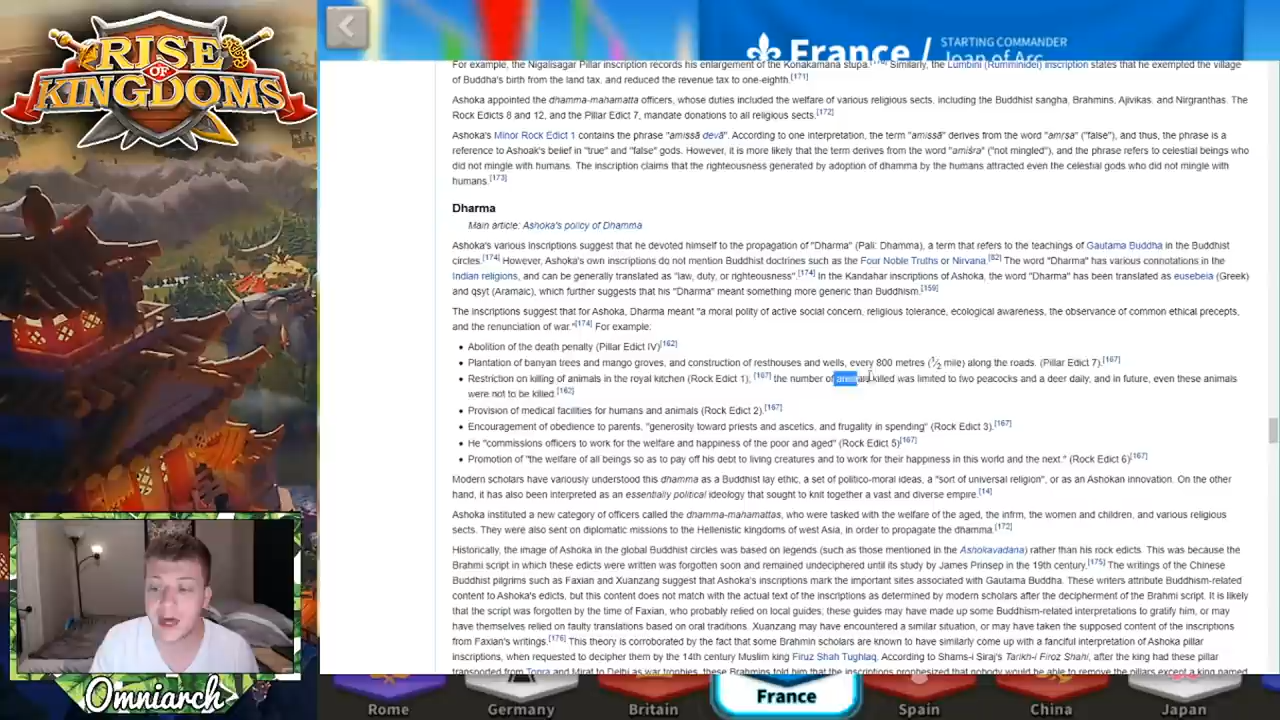 RISE
OF
KINGDOMS
France /
STARTING COMMANDER
Joan of Arc
For example, the Nigalisagar Pillar inscription records his enlargement of the Konakamana stupa. Similarly, the Lumbini (Rumminidei) inscription states that he exempted the village
of Buddha's birth from the land tax, and reduced the revenue tax to one-eighth.[171]
Ashoka appointed the dhamma-mahamatta officers, whose duties included the welfare of various religious sects, including the Buddhist sangha, Brahmins, Ajivikas, and Nirgranthas. The
Rock Edicts 8 and 12, and the Pillar Edict 7, mandate donations to all religious sects.[172]
Ashoka's Minor Rock Edict 1 contains the phrase "amissā devā". According to one interpretation, the term "amissā" derives from the word "amṛṣa" ("false"), and thus, the phrase is a
reference to Ashoak's belief in "true" and "false" gods. However, it is more likely that the term derives from the word "amiśra" ("not mingled"), and the phrase refers to celestial beings who
did not mingle with humans. The inscription claims that the righteousness generated by adoption of dhamma by the humans attracted even the celestial gods who did not mingle with
humans.[173]
Dharma
Main article: Ashoka's policy of Dhamma
Ashoka's various inscriptions suggest that he devoted himself to the propagation of "Dharma" (Pali: Dhamma), a term that refers to the teachings of Gautama Buddha in the Buddhist
circles.[174] However, Ashoka's own inscriptions do not mention Buddhist doctrines such as the Four Noble Truths or Nirvana.[82] The word "Dharma" has various connotations in the
Indian religions, and can be generally translated as "law, duty, or righteousness".[174] In the Kandahar inscriptions of Ashoka, the word "Dharma" has been translated as eusebeia (Greek)
and qsyt (Aramaic), which further suggests that his "Dharma" meant something more generic than Buddhism.[159]
The inscriptions suggest that for Ashoka, Dharma meant "a moral polity of active social concern, religious tolerance, ecological awareness, the observance of common ethical precepts,
and the renunciation of war."[174] For example:
• Abolition of the death penalty (Pillar Edict IV)[162]
• Plantation of banyan trees and mango groves, and construction of resthouses and wells, every 800 metres (1/2 mile) along the roads. (Pillar Edict 7).[167]
• Restriction on killing of animals in the royal kitchen (Rock Edict 1), [167] the number of animals killed was limited to two peacocks and a deer daily, and in future, even these animals
were not to be killed.[162]
• Provision of medical facilities for humans and animals (Rock Edict 2).[167]
• Encouragement of obedience to parents, "generosity toward priests and ascetics, and frugality in spending" (Rock Edict 3).[167]
• He "commissions officers to work for the welfare and happiness of the poor and aged" (Rock Edict 5)[167]
• Promotion of "the welfare of all beings so as to pay off his debt to living creatures and to work for their happiness in this world and the next." (Rock Edict 6)[167]
Modern scholars have variously understood this dhamma as a Buddhist lay ethic, a set of politico-moral ideas, a "sort of universal religion", or as an Ashokan innovation. On the other
hand, it has also been interpreted as an essentially political ideology that sought to knit together a vast and diverse empire.[14]
Ashoka instituted a new category of officers called the dhamma-mahamattas, who were tasked with the welfare of the aged, the infirm, the women and children, and various religious
sects. They were also sent on diplomatic missions to the Hellenistic kingdoms of west Asia, in order to propagate the dhamma.[172]
Historically, the image of Ashoka in the global Buddhist circles was based on legends (such as those mentioned in the Ashokavadana) rather than his rock edicts. This was because the
Brahmi script in which these edicts were written was forgotten soon and remained undeciphered until its study by James Prinsep in the 19th century.[175] The writings of the Chinese
Buddhist pilgrims such as Faxian and Xuanzang suggest that Ashoka's inscriptions mark the important sites associated with Gautama Buddha. These writers attribute Buddhism-related
content to Ashoka's edicts, but this content does not match with the actual text of the inscriptions as determined by modern scholars after the decipherment of the Brahmi script. It is likely
that the script was forgotten by the time of Faxian, who probably relied on local guides; these guides may have made up some Buddhism-related interpretations to gratify him, or may
have themselves relied on faulty translations based on oral traditions. Xuanzang may have encountered a similar situation, or may have taken the supposed content of the inscriptions
from Faxian's writings.[176] This theory is corroborated by the fact that some Brahmin scholars are known to have similarly come up with a fanciful interpretation of Ashoka pillar
inscriptions, when requested to decipher them by the 14th century Muslim king Firuz Shah Tughlaq. According to Shams-i Siraj's Tarikh-i Firoz Shahi, after the king had these pillar
transported from Topra and Mirat to Delhi as war trophies, these Brahmins told him that the inscriptions prophesized that nobody would be able to remove the pillars except a king named
Omniarch
Rome
Germany
Britain
France
Spain
China
Japan